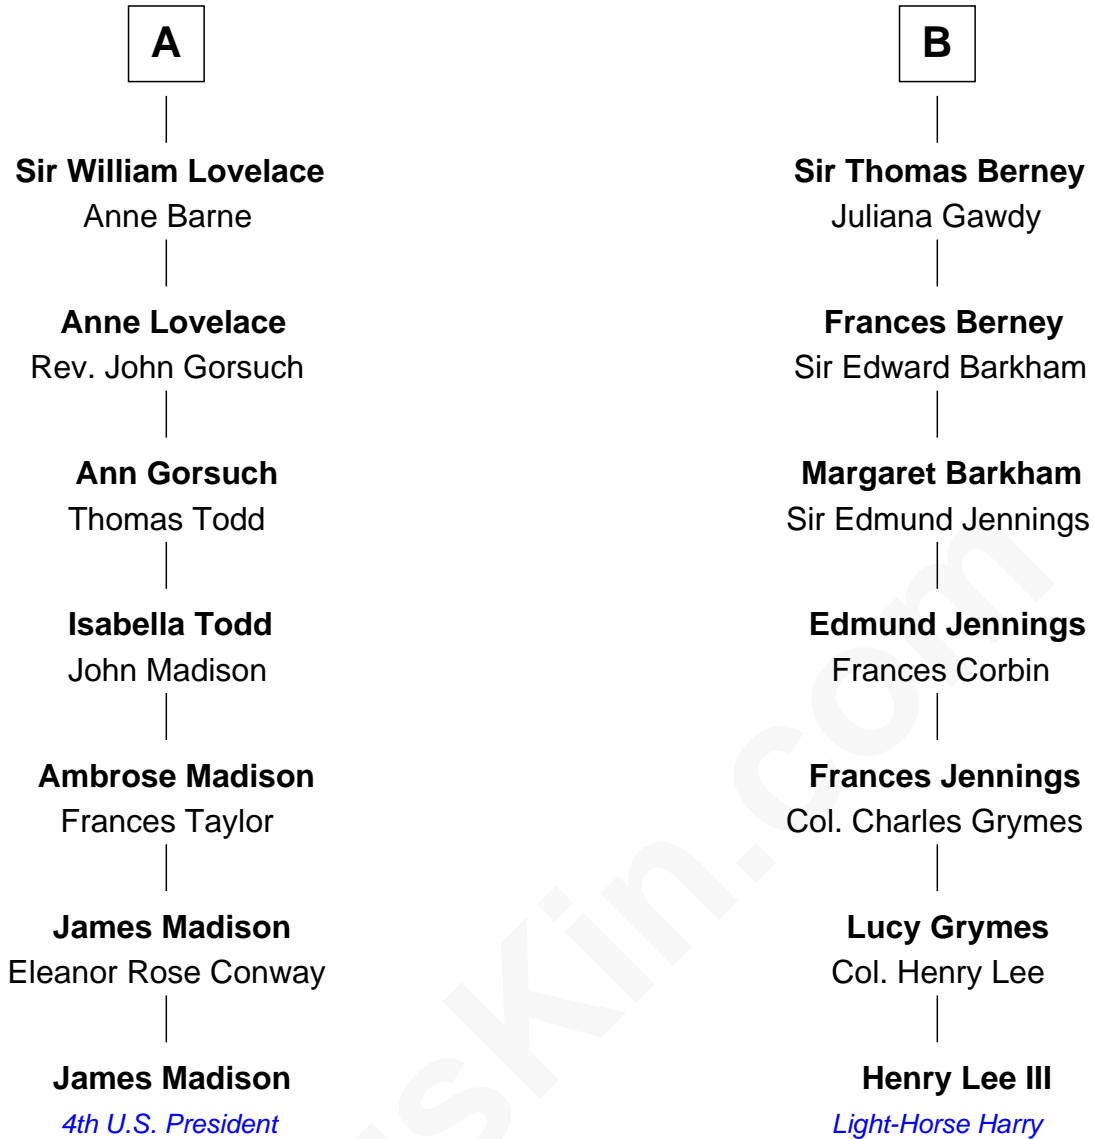 A
Sir William Lovelace
Anne Barne
Anne Lovelace
Rev. John Gorsuch
Ann Gorsuch
Thomas Todd
Isabella Todd
John Madison
Ambrose Madison
Frances Taylor
James Madison
Eleanor Rose Conway
James Madison
4th U.S. President
B
Sir Thomas Berney
Juliana Gawdy
Frances Berney
Sir Edward Barkham
Margaret Barkham
Sir Edmund Jennings
Edmund Jennings
Frances Corbin
Frances Jennings
Col. Charles Grymes
Lucy Grymes
Col. Henry Lee
Henry Lee III
Light-Horse Harry
sKin.com